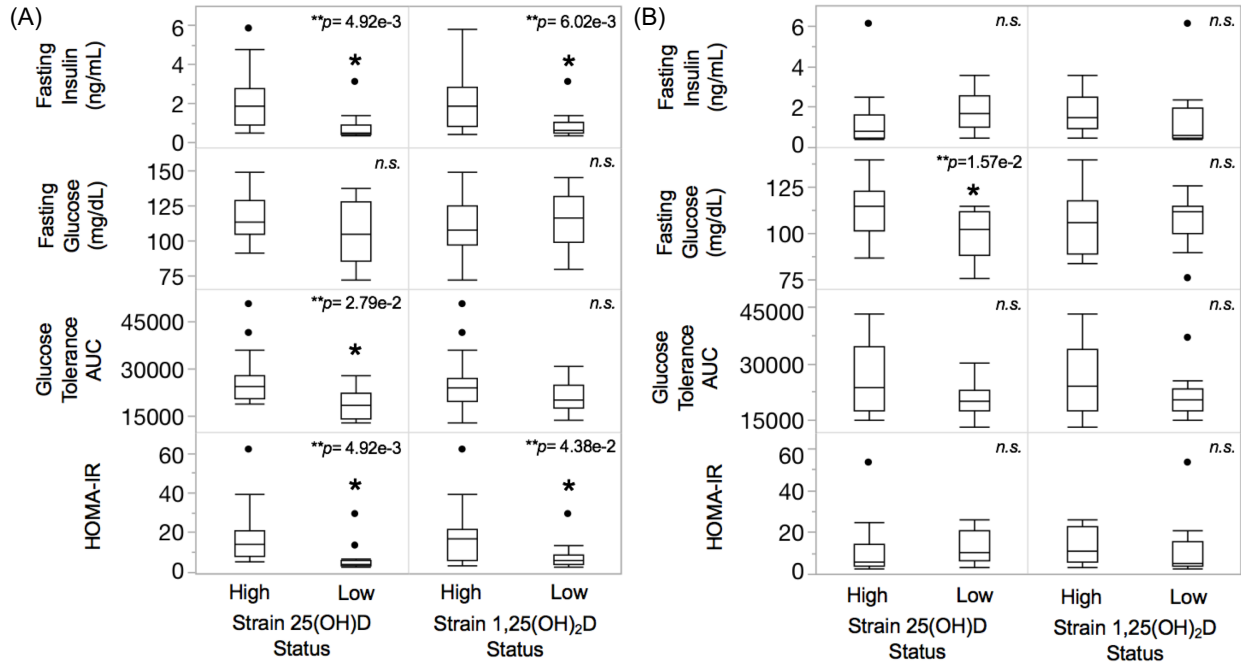 (A)
Fasting
Insulin
(ng/mL)
6
4
2
0
**p= 4.92e-3
*
**p= 6.02e-3
*
Fasting
Glucose
(mg/dL)
150
125
100
75
n.s.
n.s.
Glucose
Tolerance
AUC
45000
30000
15000
**p= 2.79e-2
*
n.s.
HOMA-IR
60
40
20
0
**p= 4.92e-3
*
**p= 4.38e-2
*
High Low High Low
Strain 25(OH)D
Status
Strain 1,25(OH)₂D
Status
(B)
Fasting
Insulin
(ng/mL)
6
4
2
0
n.s.
n.s.
Fasting
Glucose
(mg/dL)
125
100
75
**p=1.57e-2
*
n.s.
Glucose
Tolerance
AUC
45000
30000
15000
n.s.
n.s.
HOMA-IR
60
40
20
0
n.s.
n.s.
High Low High Low
Strain 25(OH)D
Status
Strain 1,25(OH)₂D
Status